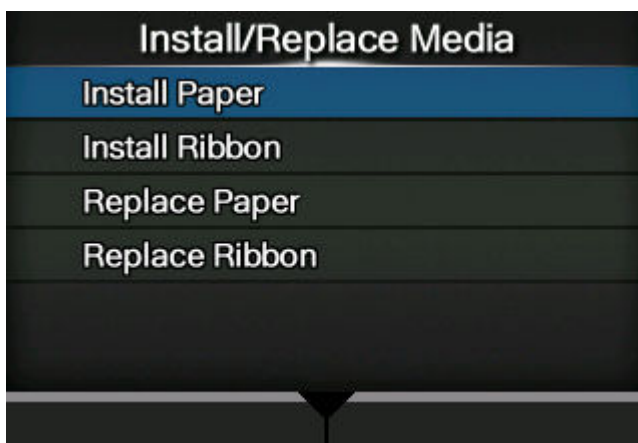 Install/Replace Media
Install Paper
Install Ribbon
Replace Paper
Replace Ribbon